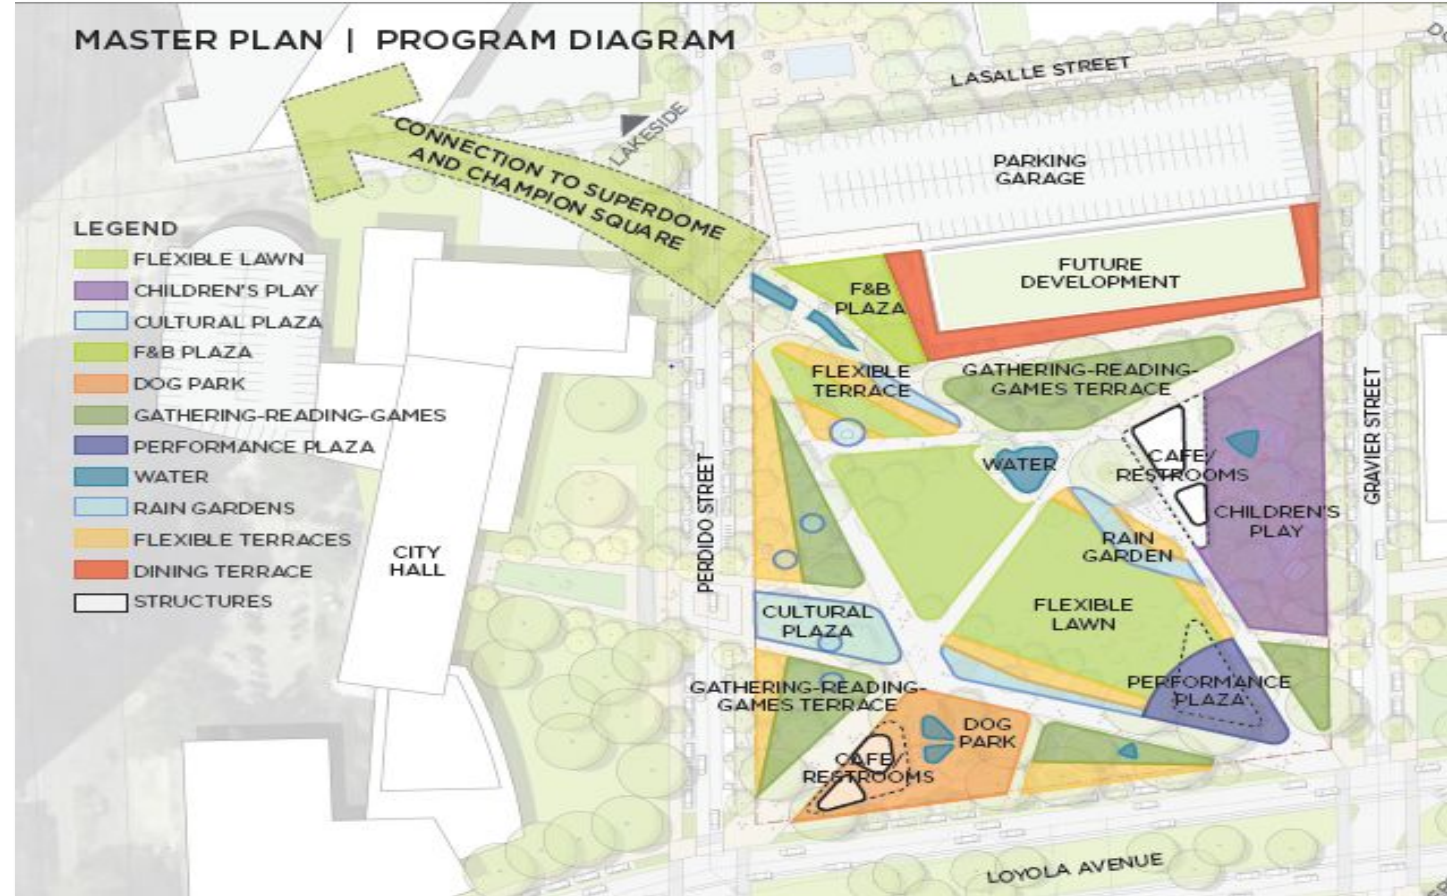 MASTER PLAN | PROGRAM DIAGRAM
LASALLE STREET
LAKESIDE
CONNECTION TO SUPERDOME
AND CHAMPION SQUARE
PARKING
GARAGE
LEGEND
FLEXIBLE LAWN
CHILDREN'S PLAY
CULTURAL PLAZA
F&B PLAZA
DOG PARK
GATHERING-READING-GAMES
PERFORMANCE PLAZA
WATER
RAIN GARDENS
FLEXIBLE TERRACES
DINING TERRACE
STRUCTURES
FUTURE
DEVELOPMENT
F&B
PLAZA
FLEXIBLE
TERRACE
GATHERING-READING-
GAMES TERRACE
WATER
CAFE/
RESTROOMS
CHILDREN'S
PLAY
GRAVIER STREET
PERDIDO STREET
CITY
HALL
RAIN
GARDEN
FLEXIBLE
LAWN
CULTURAL
PLAZA
GATHERING-READING-
GAMES TERRACE
PERFORMANCE
PLAZA
DOG
PARK
CAFE/
RESTROOMS
LOYOLA AVENUE